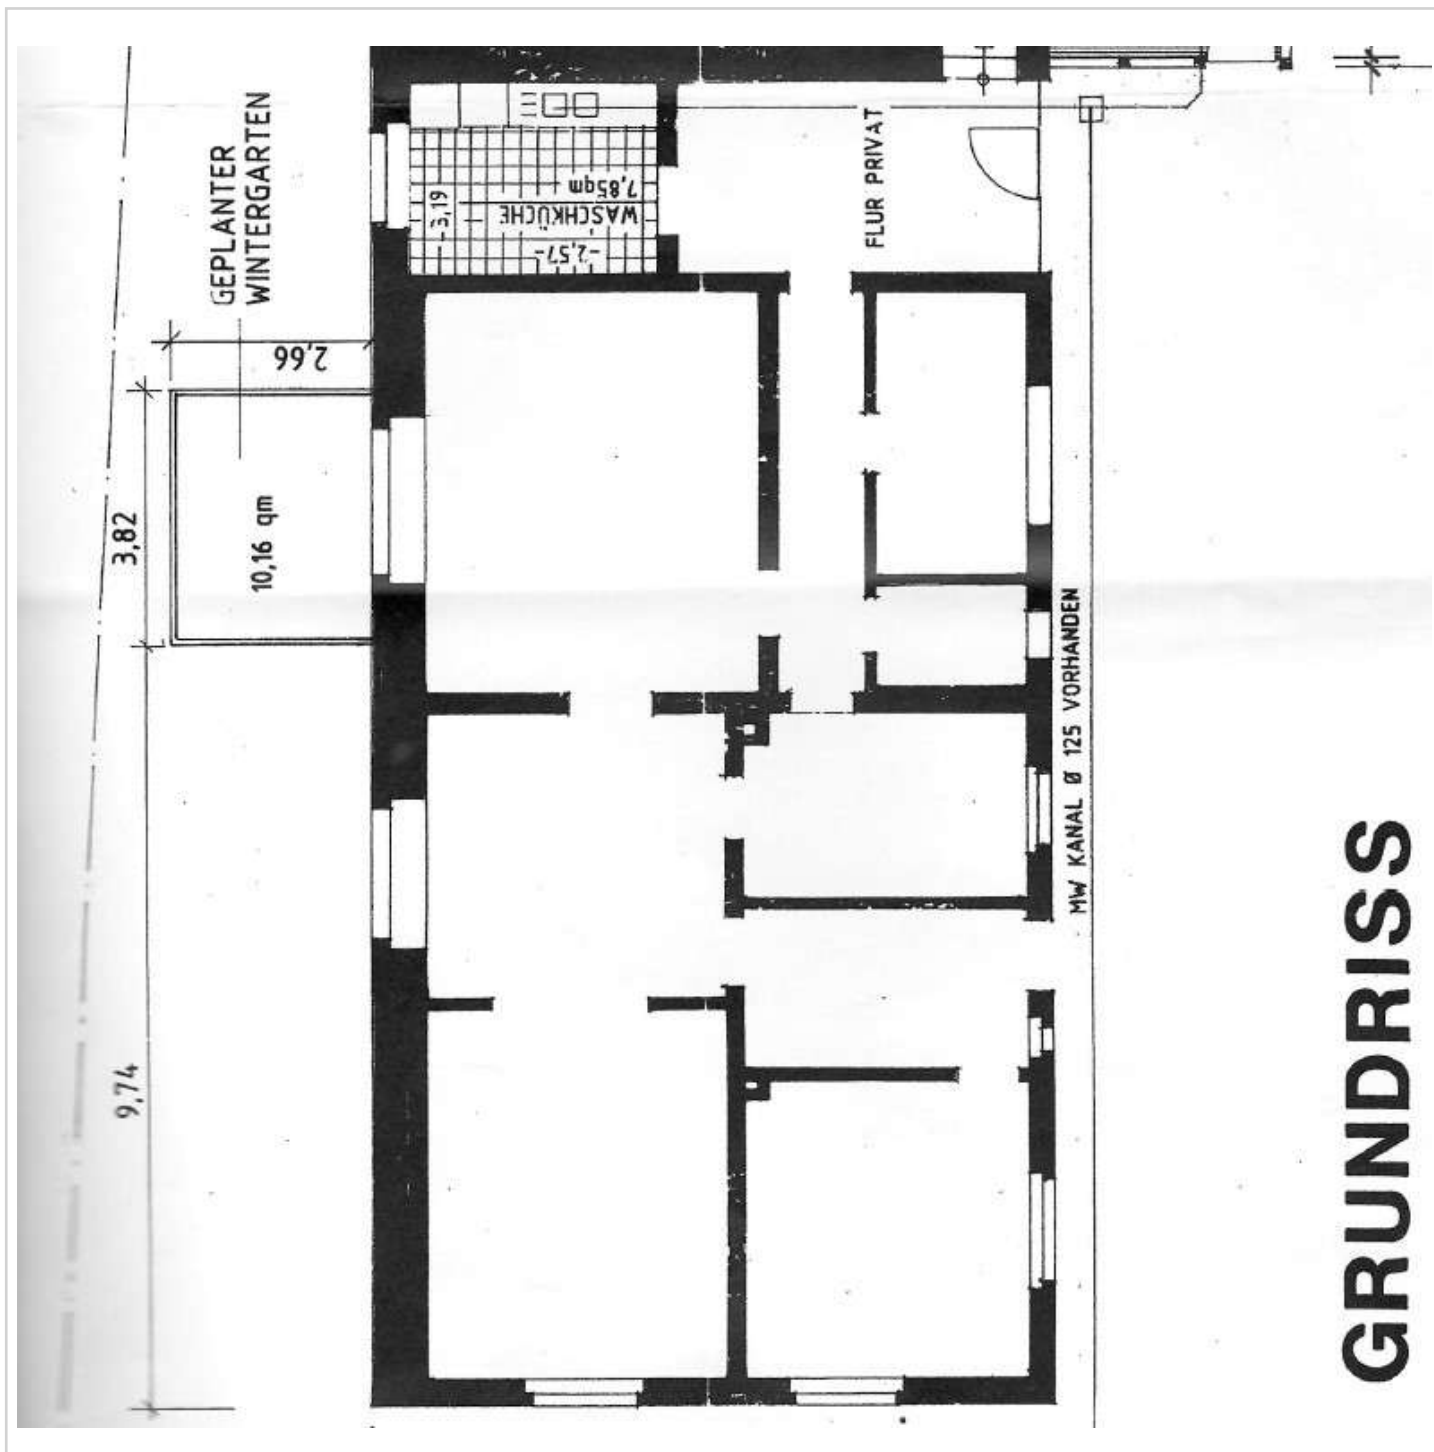 GEPLANTER
WINTERGARTEN
2,66
3,82
10,16 qm
9,74
WASCHKÜCHE
7,85qm
3,19
2,57
FLUR PRIVAT
MW KANAL Ø 125 VORHANDEN
GRUNDRISS